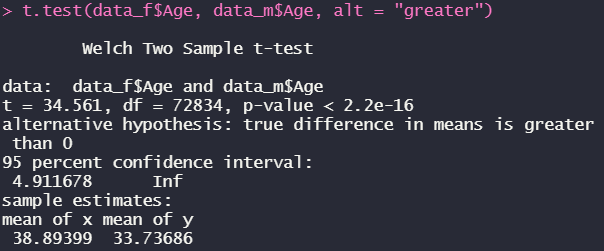 > t.test(data_f$Age, data_m$Age, alt = "greater")
Welch Two Sample t-test
data:  data_f$Age and data_m$Age
t = 34.561, df = 72834, p-value < 2.2e-16
alternative hypothesis: true difference in means is greater
than 0
95 percent confidence interval:
4.911678      Inf
sample estimates:
mean of x mean of y
38.89399  33.73686